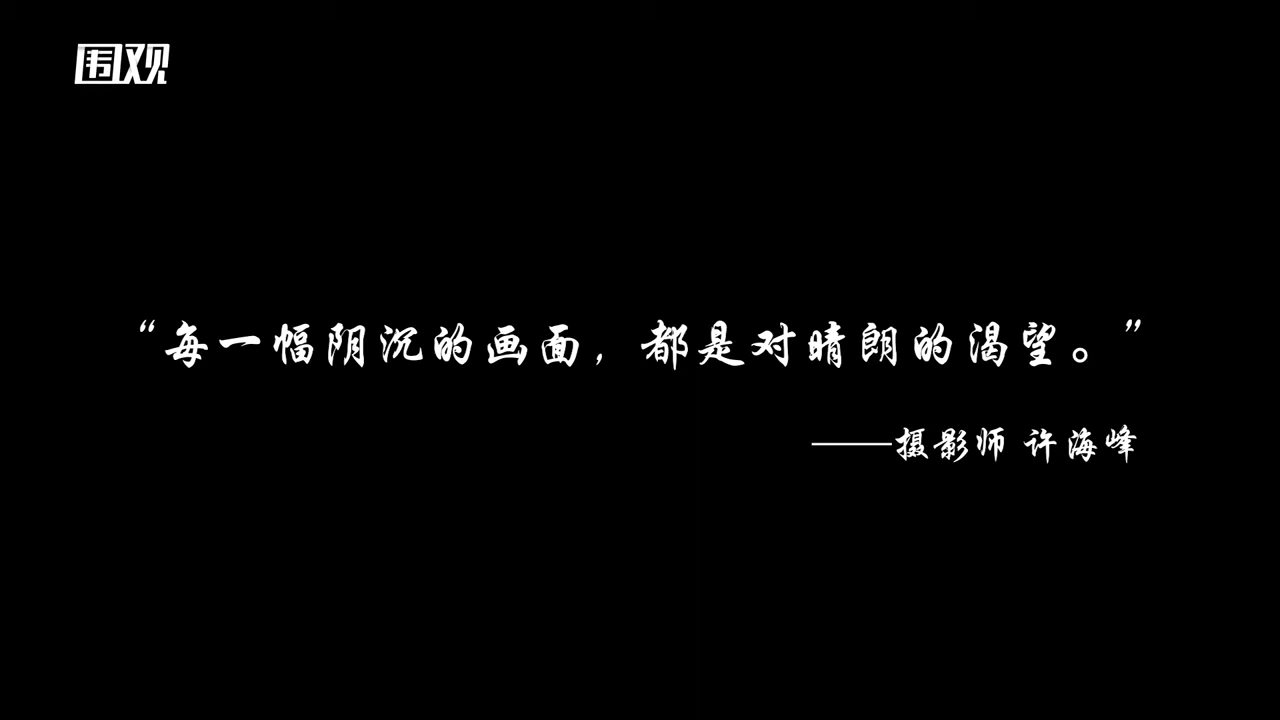 围观
“每一幅阴沉的画面，都是对晴朗的渴望。”
——摄影师 许海峰